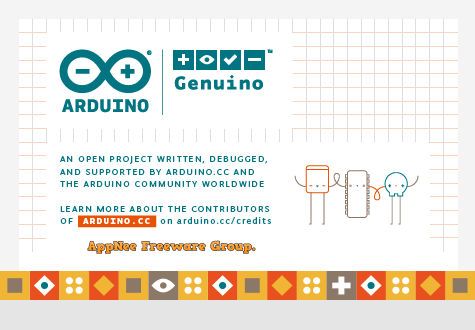 ARDUINO
Genuino
AN OPEN PROJECT WRITTEN, DEBUGGED,
AND SUPPORTED BY ARDUINO.CC AND
THE ARDUINO COMMUNITY WORLDWIDE
LEARN MORE ABOUT THE CONTRIBUTORS
OF ARDUINO.CC on arduino.cc/credits
AppNee Freeware Group.